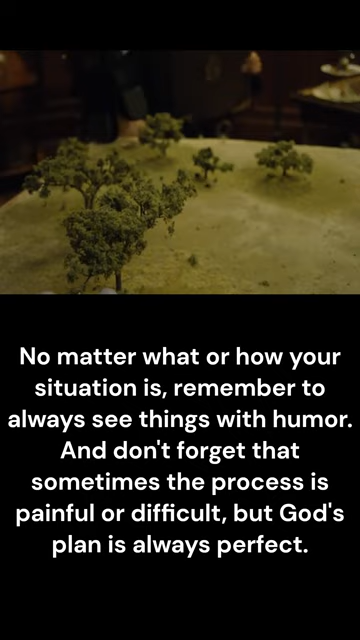 No matter what or how your
situation is, remember to
always see things with humor.
And don't forget that
sometimes the process is
painful or difficult, but God's
plan is always perfect.